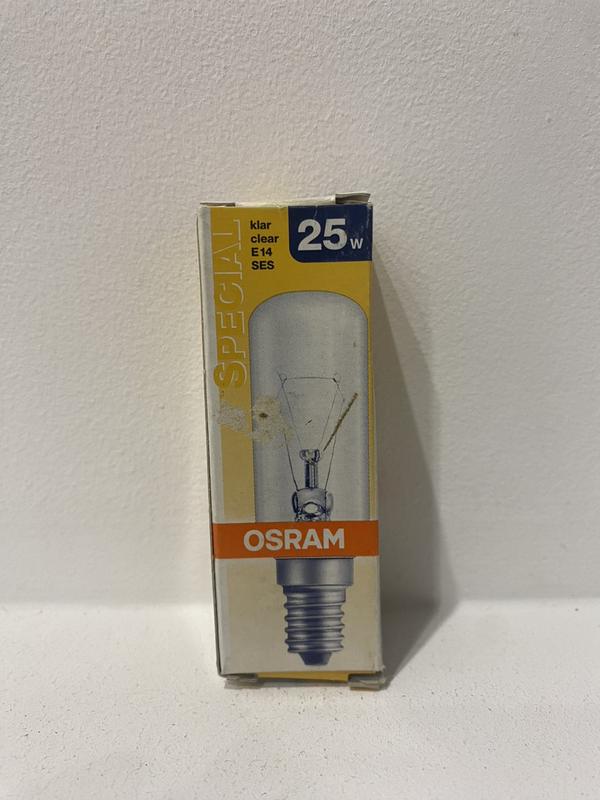 SPECIAL
klar
clear
E14
SES
25W
OSRAM